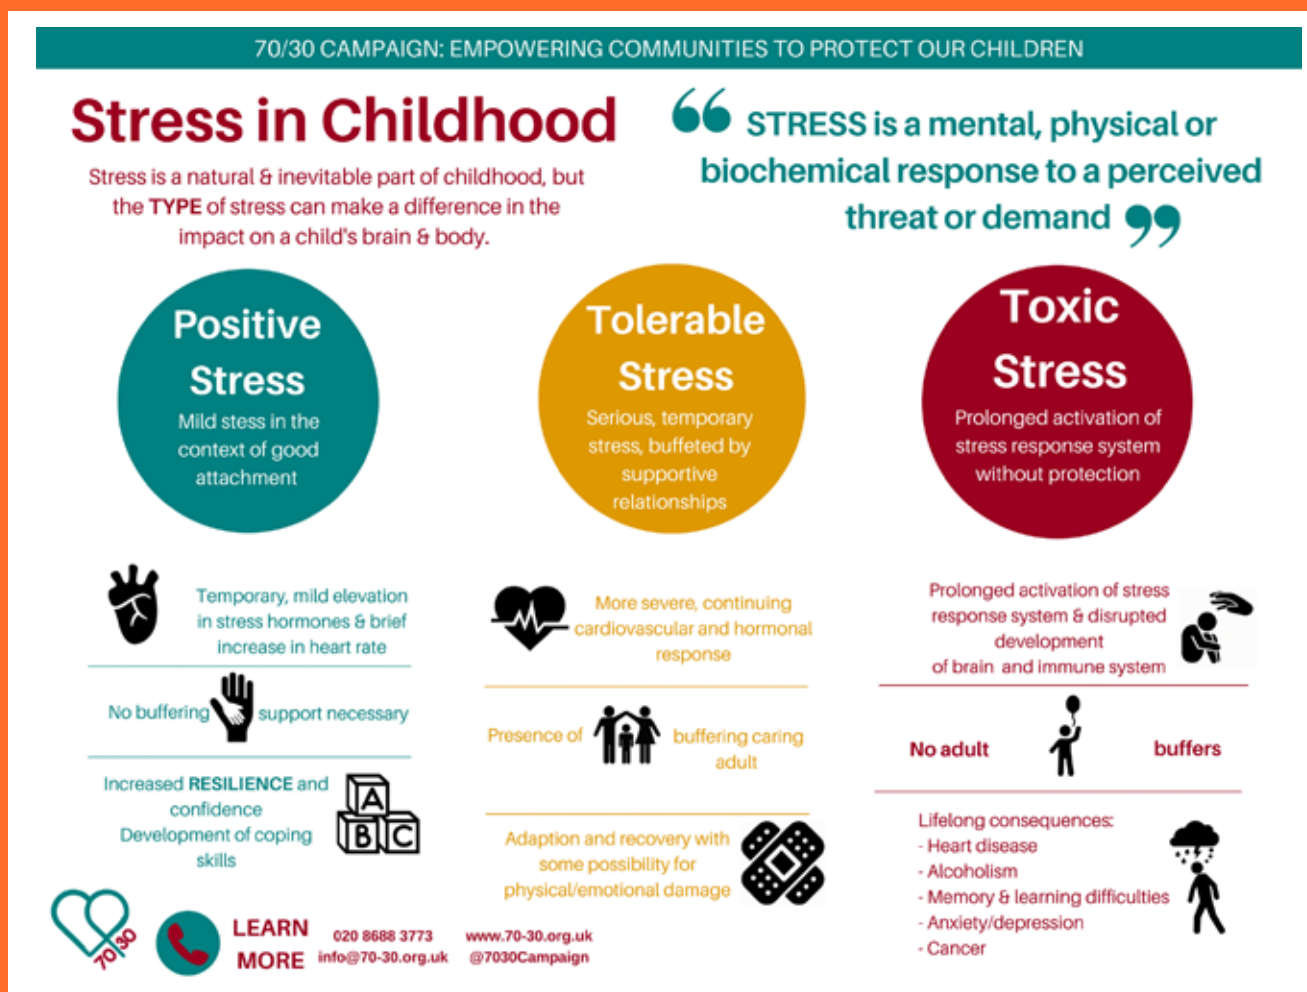 70/30 CAMPAIGN: EMPOWERING COMMUNITIES TO PROTECT OUR CHILDREN
Stress in Childhood
Stress is a natural & inevitable part of childhood, but
the TYPE of stress can make a difference in the
impact on a child's brain & body.
“ STRESS is a mental, physical or
biochemical response to a perceived
threat or demand ”
Positive
Stress
Mild stess in the
context of good
attachment
Temporary, mild elevation
in stress hormones & brief
increase in heart rate
No buffering support necessary
Increased RESILIENCE and
confidence
Development of coping
skills
A
B C
Tolerable
Stress
Serious, temporary
stress, buffeted by
supportive
relationships
More severe, continuing
cardiovascular and hormonal
response
Presence of buffering caring
adult
Adaption and recovery with
some possibility for
physical/emotional damage
Toxic
Stress
Prolonged activation of
stress response system
without protection
Prolonged activation of stress
response system & disrupted
development
of brain and immune system
No adult buffers
Lifelong consequences:
- Heart disease
- Alcoholism
- Memory & learning difficulties
- Anxiety/depression
- Cancer
70/30
LEARN
MORE
020 8688 3773
info@70-30.org.uk
www.70-30.org.uk
@7030Campaign